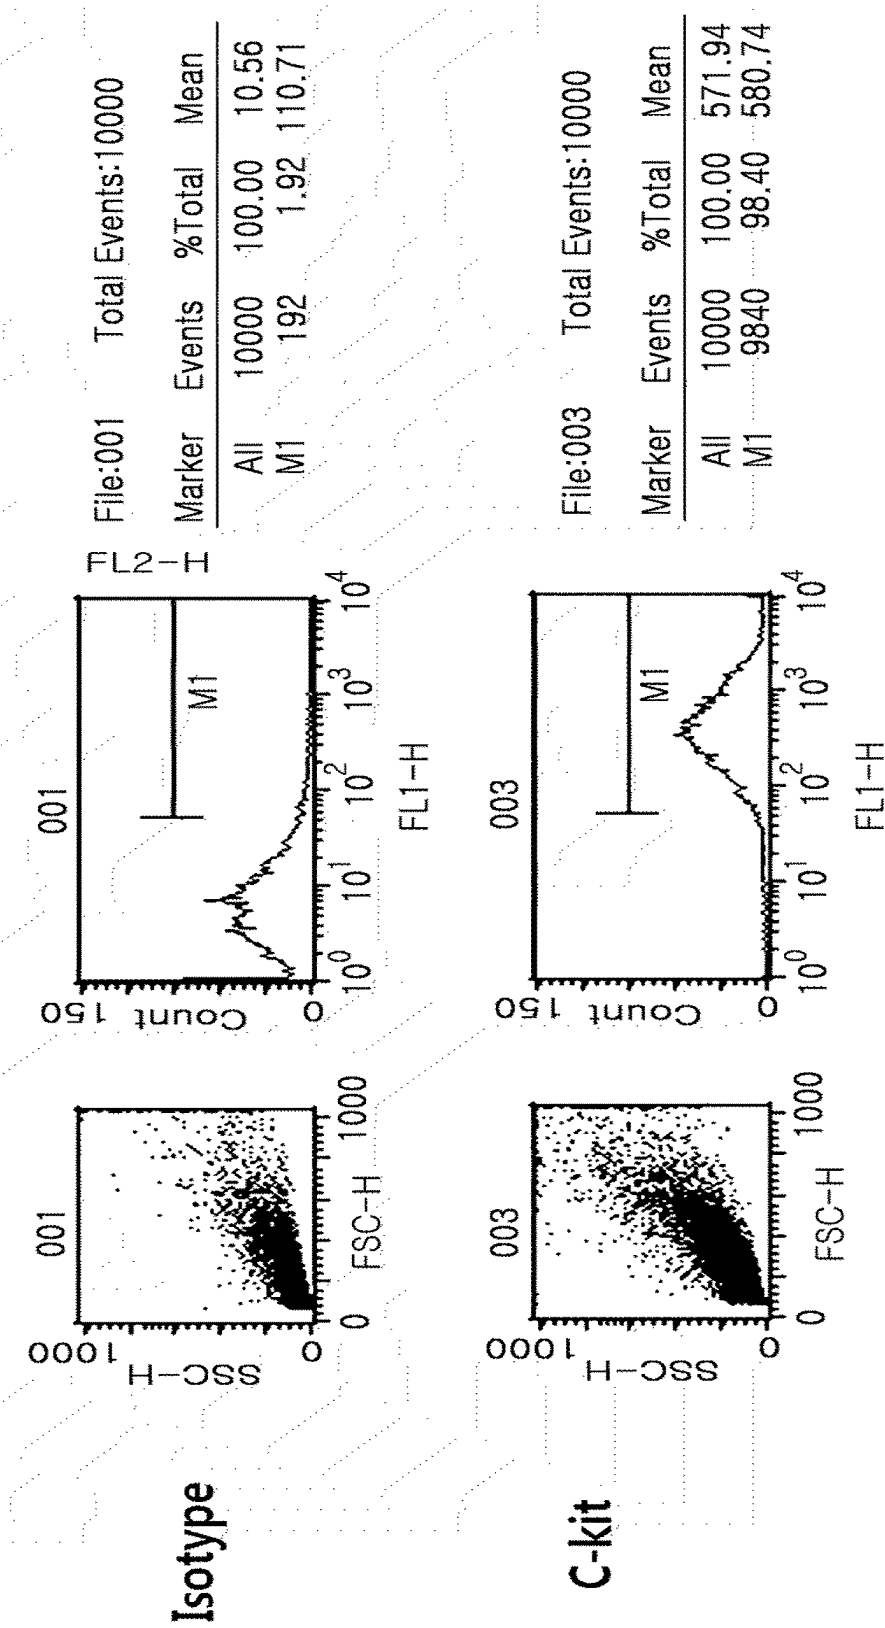 Isotype
001
SSC-H
1000
0
0
1000
FSC-H
001
Count 150
0
M1
10^0 10^1 10^2 10^3 10^4
FL1-H
FL2-H
File:001 Total Events:10000
Marker Events %Total Mean
All 10000 100.00 10.56
M1 192 1.92 110.71
C-kit
003
SSC-H
1000
0
0
1000
FSC-H
003
Count 150
0
M1
10^0 10^1 10^2 10^3 10^4
FL1-H
File:003 Total Events:10000
Marker Events %Total Mean
All 10000 100.00 571.94
M1 9840 98.40 580.74